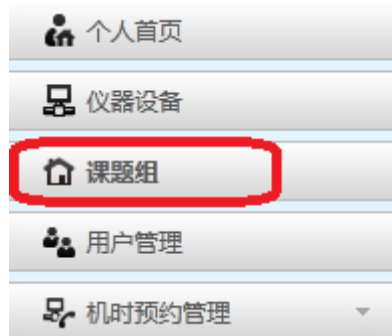 个人首页
仪器设备
课题组
用户管理
机时预约管理